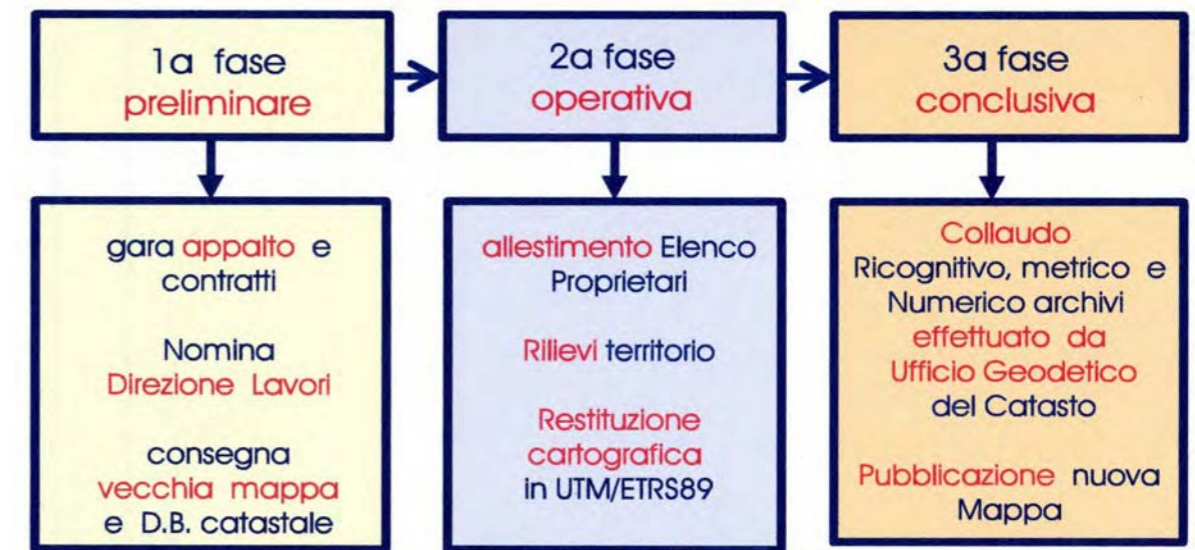 1a fase
preliminare
2a fase
operativa
3a fase
conclusiva
gara appalto e
contratti
Nomina
Direzione Lavori
consegna
vecchia mappa
e D.B. catastale
allestimento Elenco
Proprietari
Rilievi territorio
Restituzione
cartografica
in UTM/ETRS89
Collaudo
Ricognitivo, metrico e
Numerico archivi
effettuato da
Ufficio Geodetico
del Catasto
Pubblicazione nuova
Mappa